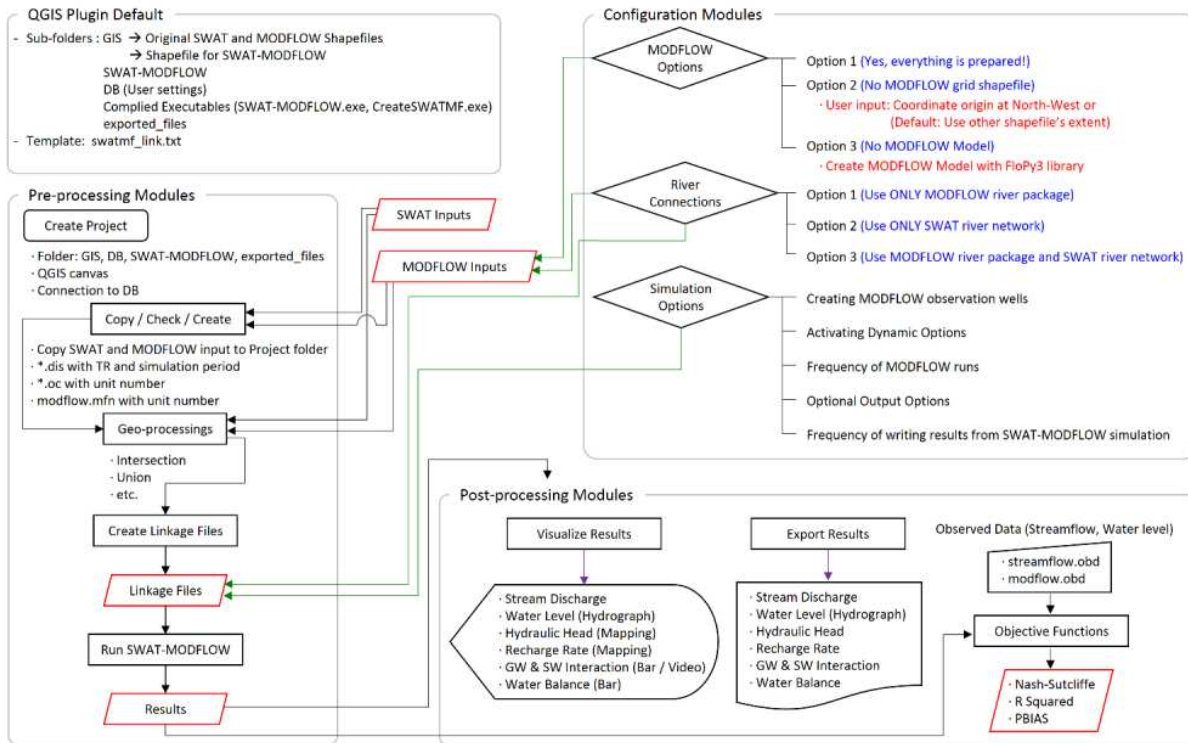 QGIS Plugin Default
- Sub-folders : GIS → Original SWAT and MODFLOW Shapefiles
→ Shapefile for SWAT-MODFLOW
SWAT-MODFLOW
DB (User settings)
Complied Executables (SWAT-MODFLOW.exe, CreateSWATMF.exe)
exported_files
- Template: swatmf_link.txt
Pre-processing Modules
Create Project
· Folder: GIS, DB, SWAT-MODFLOW, exported_files
· QGIS canvas
· Connection to DB
Copy / Check / Create
· Copy SWAT and MODFLOW input to Project folder
· *.dis with TR and simulation period
· *.oc with unit number
· modflow.mfn with unit number
Geo-processings
· Intersection
· Union
· etc.
Create Linkage Files
Linkage Files
Run SWAT-MODFLOW
Results
SWAT Inputs
MODFLOW Inputs
Configuration Modules
MODFLOW
Options
Option 1 (Yes, everything is prepared!)
Option 2 (No MODFLOW grid shapefile)
· User input: Coordinate origin at North-West or
(Default: Use other shapefile's extent)
Option 3 (No MODFLOW Model)
· Create MODFLOW Model with FloPy3 library
River
Connections
Option 1 (Use ONLY MODFLOW river package)
Option 2 (Use ONLY SWAT river network)
Option 3 (Use MODFLOW river package and SWAT river network)
Simulation
Options
Creating MODFLOW observation wells
Activating Dynamic Options
Frequency of MODFLOW runs
Optional Output Options
Frequency of writing results from SWAT-MODFLOW simulation
Post-processing Modules
Visualize Results
· Stream Discharge
· Water Level (Hydrograph)
· Hydraulic Head (Mapping)
· Recharge Rate (Mapping)
· GW & SW Interaction (Bar / Video)
· Water Balance (Bar)
Export Results
· Stream Discharge
· Water Level (Hydrograph)
· Hydraulic Head
· Recharge Rate
· GW & SW Interaction
· Water Balance
Observed Data (Streamflow, Water level)
· streamflow.obd
· modflow.obd
Objective Functions
· Nash-Sutcliffe
· R Squared
· PBIAS